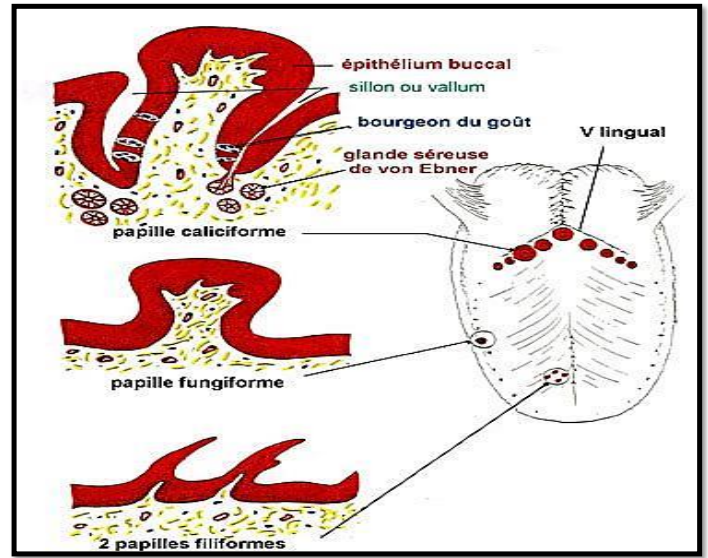 épithélium buccal
sillon ou vallum
bourgeon du goût
V lingual
glande séreuse
de von Ebner
papille caliciforme
papille fungiforme
2 papilles filiformes